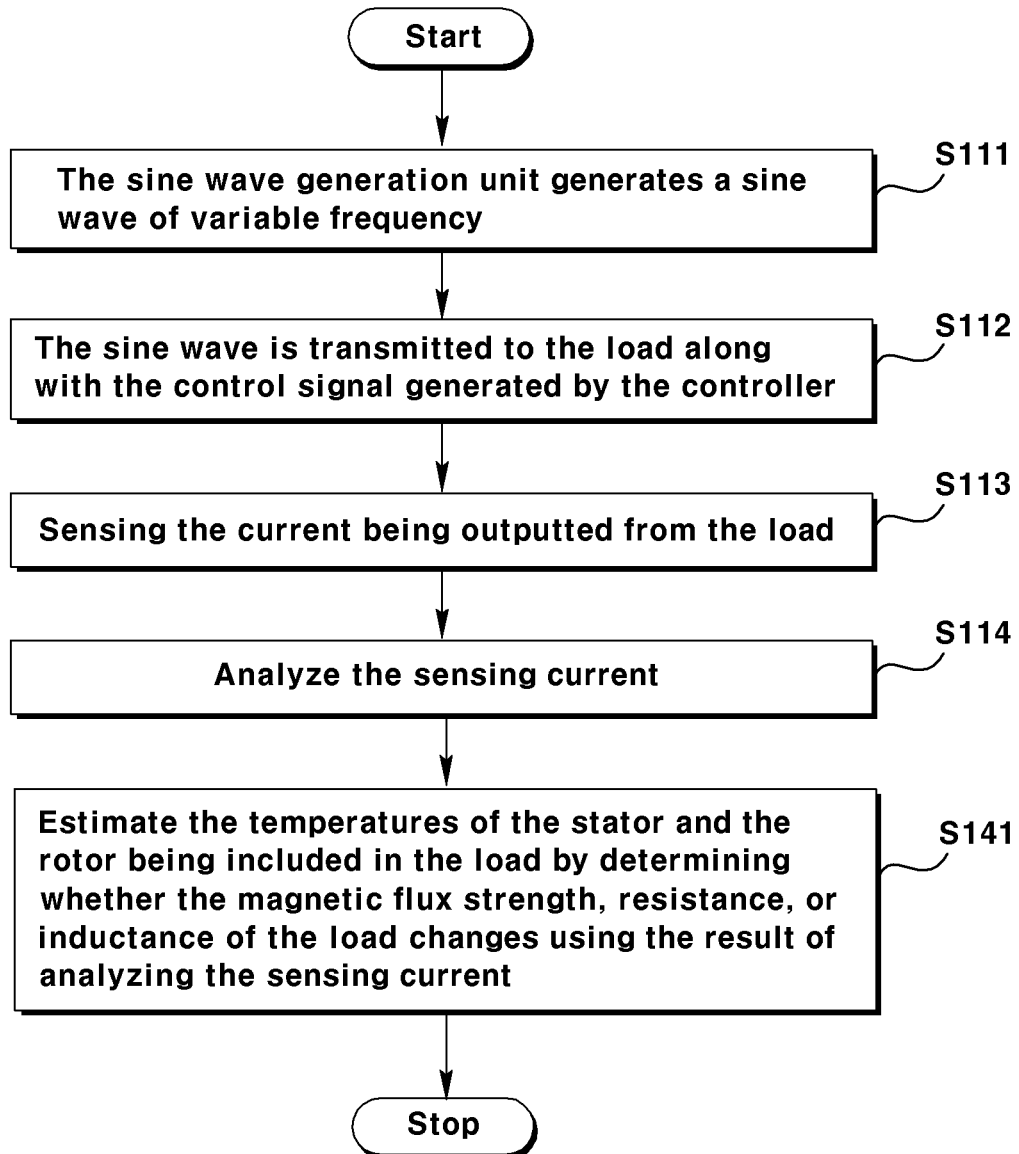 Start
S111
The sine wave generation unit generates a sine
wave of variable frequency
S112
The sine wave is transmitted to the load along
with the control signal generated by the controller
S113
Sensing the current being outputted from the load
S114
Analyze the sensing current
S141
Estimate the temperatures of the stator and the
rotor being included in the load by determining
whether the magnetic flux strength, resistance, or
inductance of the load changes using the result of
analyzing the sensing current
Stop